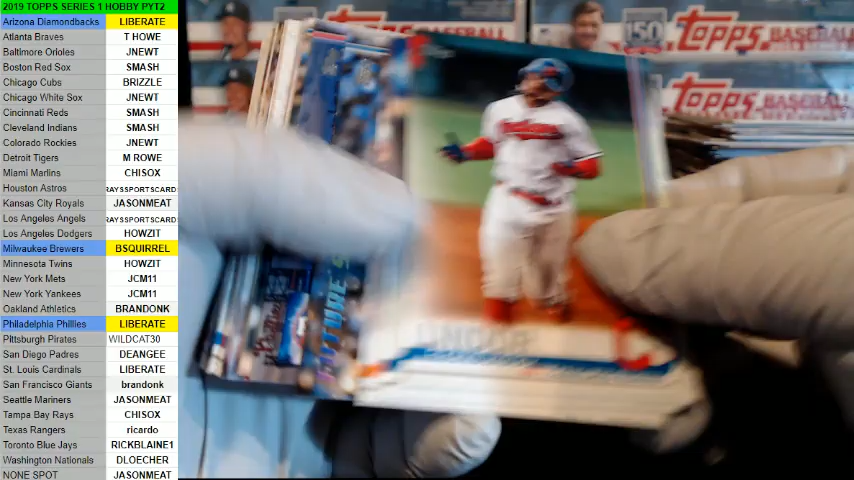 2019 TOPPS SERIES 1 HOBBY PYT2
Arizona Diamondbacks LIBERATE
Atlanta Braves T HOWE
Baltimore Orioles JNEWT
Boston Red Sox SMASH
Chicago Cubs BRIZZLE
Chicago White Sox JNEWT
Cincinnati Reds SMASH
Cleveland Indians SMASH
Colorado Rockies JNEWT
Detroit Tigers M ROWE
Miami Marlins CHISOX
Houston Astros RAYSSPORTSCARDS
Kansas City Royals JASONMEAT
Los Angeles Angels RAYSSPORTSCARDS
Los Angeles Dodgers HOWZIT
Milwaukee Brewers BSQUIRREL
Minnesota Twins HOWZIT
New York Mets JCM11
New York Yankees JCM11
Oakland Athletics BRANDONK
Philadelphia Phillies LIBERATE
Pittsburgh Pirates WILDCAT30
San Diego Padres DEANGEE
St. Louis Cardinals LIBERATE
San Francisco Giants brandonk
Seattle Mariners JASONMEAT
Tampa Bay Rays CHISOX
Texas Rangers ricardo
Toronto Blue Jays RICKBLAINE1
Washington Nationals DLOECHER
NONE SPOT JASONMEAT
150 Topps
Topps BASEBALL
Indians
FUTURE
LINDOR